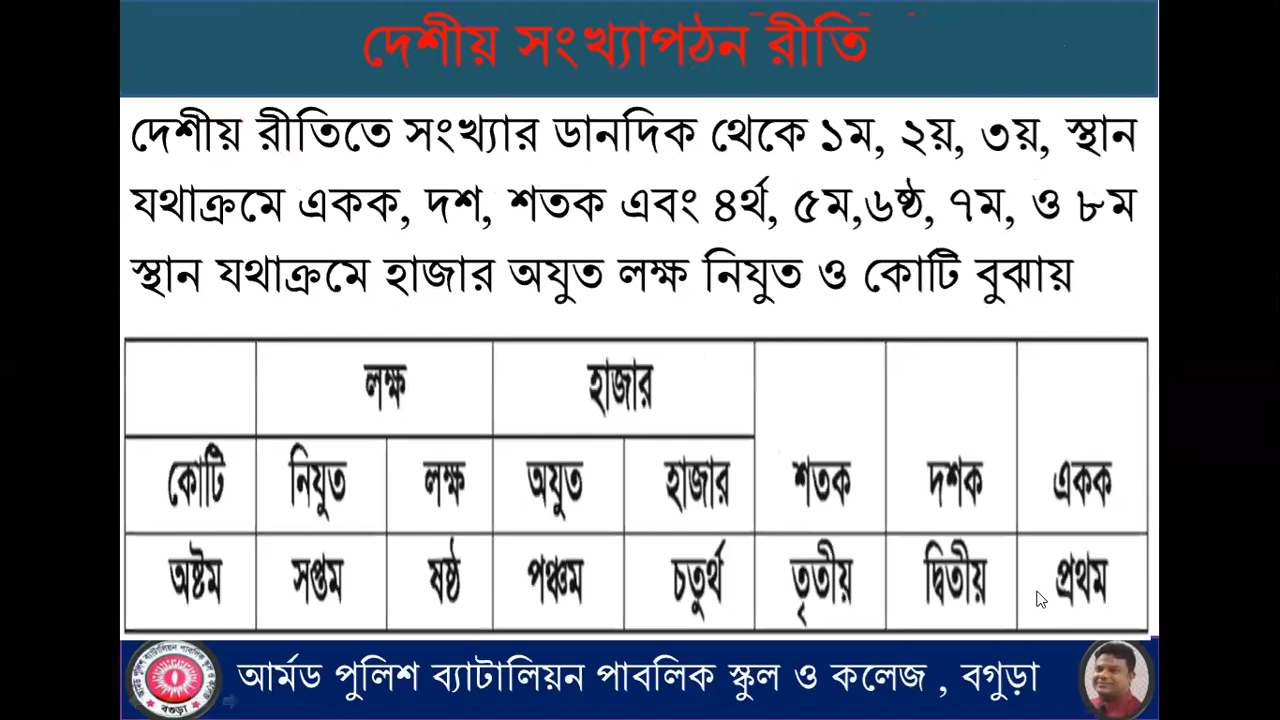 দেশীয় সংখ্যাপঠন রীতি
দেশীয় রীতিতে সংখ্যার ডানদিক থেকে ১ম, ২য়, ৩য়, স্থান
যথাক্রমে একক, দশ, শতক এবং ৪র্থ, ৫ম,৬ষ্ঠ, ৭ম, ও ৮ম
স্থান যথাক্রমে হাজার অযুত লক্ষ নিযুত ও কোটি বুঝায়
লক্ষ হাজার
কোটি নিযুত লক্ষ অযুত হাজার শতক দশক একক
অষ্টম সপ্তম ষষ্ঠ পঞ্চম চতুর্থ তৃতীয় দ্বিতীয় প্রথম
আর্মড পুলিশ ব্যাটালিয়ন পাবলিক স্কুল ও কলেজ , বগুড়া
বগুড়া